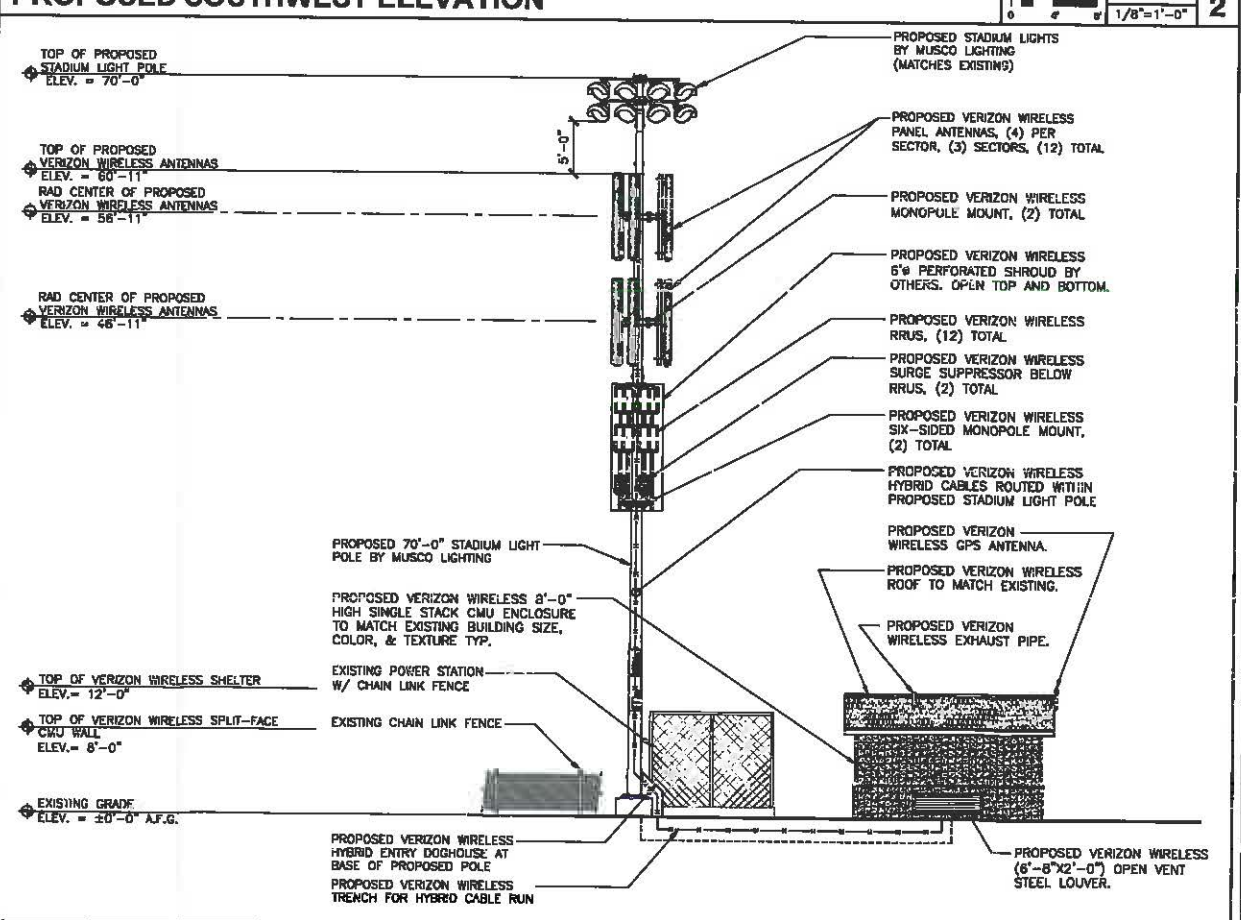 PROPOSED SOUTHWEST ELEVATION
0 4' 8'
1/8"=1'-0"
2
TOP OF PROPOSED
STADIUM LIGHT POLE
ELEV. = 70'-0"
TOP OF PROPOSED
VERIZON WIRELESS ANTENNAS
ELEV. = 60'-11"
RAD CENTER OF PROPOSED
VERIZON WIRELESS ANTENNAS
ELEV. = 56'-11"
RAD CENTER OF PROPOSED
VERIZON WIRELESS ANTENNAS
ELEV. = 46'-11"
TOP OF VERIZON WIRELESS SHELTER
ELEV.= 12'-0"
TOP OF VERIZON WIRELESS SPLIT-FACE
CMU WALL
ELEV.= 8'-0"
EXISTING GRADE
ELEV. = ±0'-0" A.F.G.
5'-0"
PROPOSED 70'-0" STADIUM LIGHT
POLE BY MUSCO LIGHTING
PROPOSED VERIZON WIRELESS 8'-0"
HIGH SINGLE STACK CMU ENCLOSURE
TO MATCH EXISTING BUILDING SIZE,
COLOR, & TEXTURE TYP.
EXISTING POWER STATION
W/ CHAIN LINK FENCE
EXISTING CHAIN LINK FENCE
PROPOSED VERIZON WIRELESS
HYBRID ENTRY DOGHOUSE AT
BASE OF PROPOSED POLE
PROPOSED VERIZON WIRELESS
TRENCH FOR HYBRID CABLE RUN
PROPOSED STADIUM LIGHTS
BY MUSCO LIGHTING
(MATCHES EXISTING)
PROPOSED VERIZON WIRELESS
PANEL ANTENNAS, (4) PER
SECTOR, (3) SECTORS, (12) TOTAL
PROPOSED VERIZON WIRELESS
MONOPOLE MOUNT, (2) TOTAL
PROPOSED VERIZON WIRELESS
6'ø PERFORATED SHROUD BY
OTHERS. OPEN TOP AND BOTTOM.
PROPOSED VERIZON WIRELESS
RRUS, (12) TOTAL
PROPOSED VERIZON WIRELESS
SURGE SUPPRESSOR BELOW
RRUS, (2) TOTAL
PROPOSED VERIZON WIRELESS
SIX-SIDED MONOPOLE MOUNT,
(2) TOTAL
PROPOSED VERIZON WIRELESS
HYBRID CABLES ROUTED WITHIN
PROPOSED STADIUM LIGHT POLE
PROPOSED VERIZON
WIRELESS GPS ANTENNA.
PROPOSED VERIZON WIRELESS
ROOF TO MATCH EXISTING.
PROPOSED VERIZON
WIRELESS EXHAUST PIPE.
PROPOSED VERIZON WIRELESS
(6'-8"X2'-0") OPEN VENT
STEEL LOUVER.